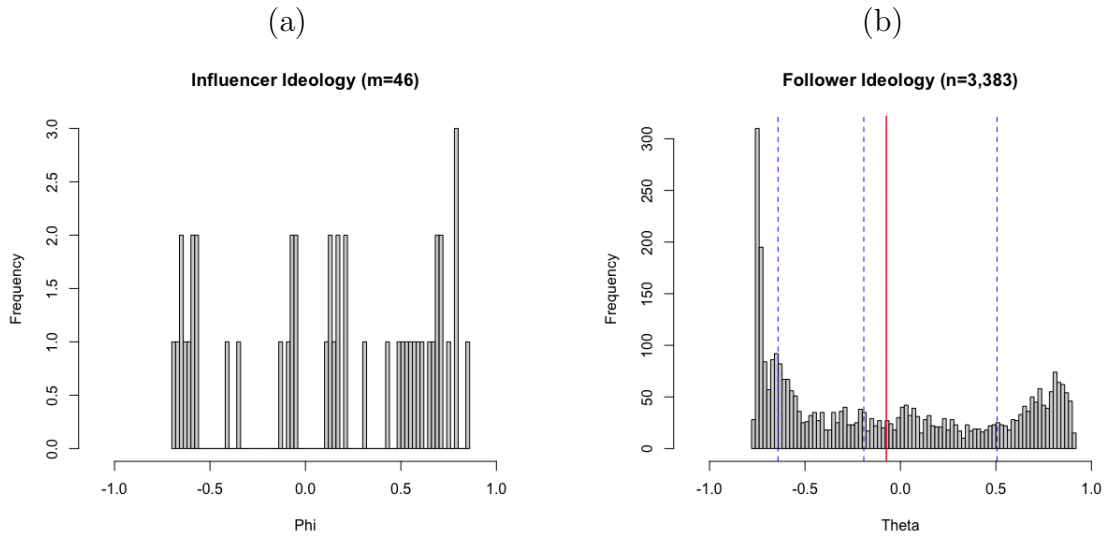 (a)
Influencer Ideology (m=46)
Frequency
3.0
2.5
2.0
1.5
1.0
0.5
0.0
-1.0 -0.5 0.0 0.5 1.0
Phi
(b)
Follower Ideology (n=3,383)
Frequency
300
250
200
150
100
50
0
-1.0 -0.5 0.0 0.5 1.0
Theta